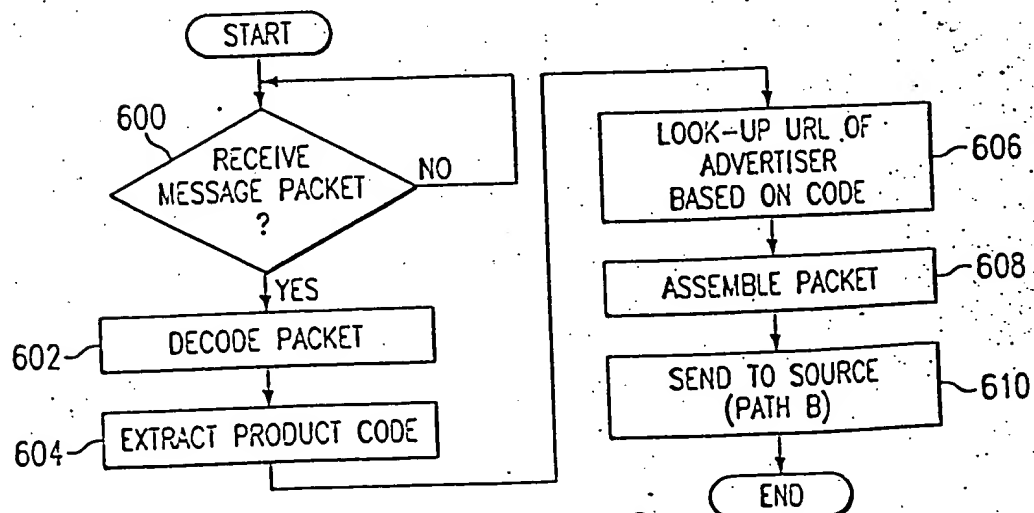 START
600
RECEIVE
MESSAGE PACKET
?
NO
YES
602
DECODE PACKET
604
EXTRACT PRODUCT CODE
LOOK-UP URL OF
ADVERTISER
BASED ON CODE
606
ASSEMBLE PACKET
608
SEND TO SOURCE
(PATH B)
610
END